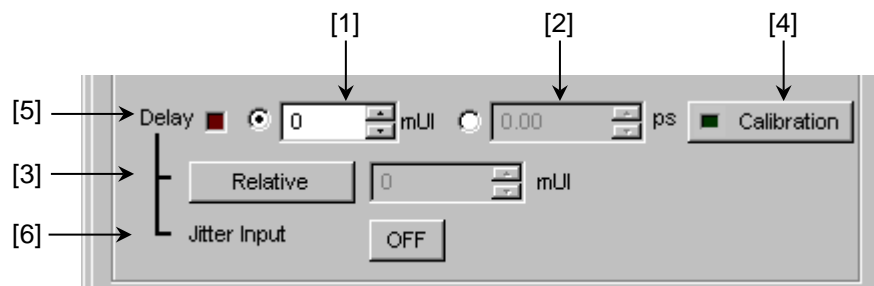 [1] [2] [4]
[5] Delay 0 mUI 0.00 ps Calibration
[3] Relative 0 mUI
[6] Jitter Input OFF